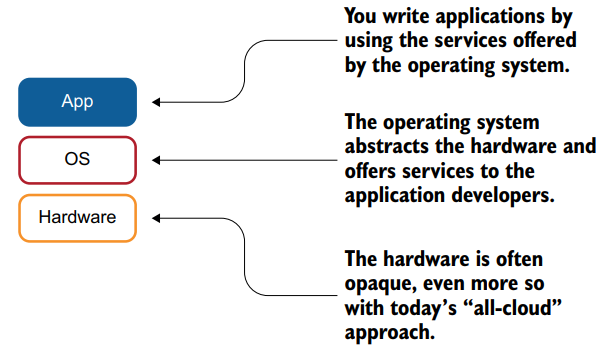 You write applications by
using the services offered
by the operating system.
App
The operating system
abstracts the hardware and
offers services to the
application developers.
OS
Hardware
The hardware is often
opaque, even more so
with today's “all-cloud”
approach.